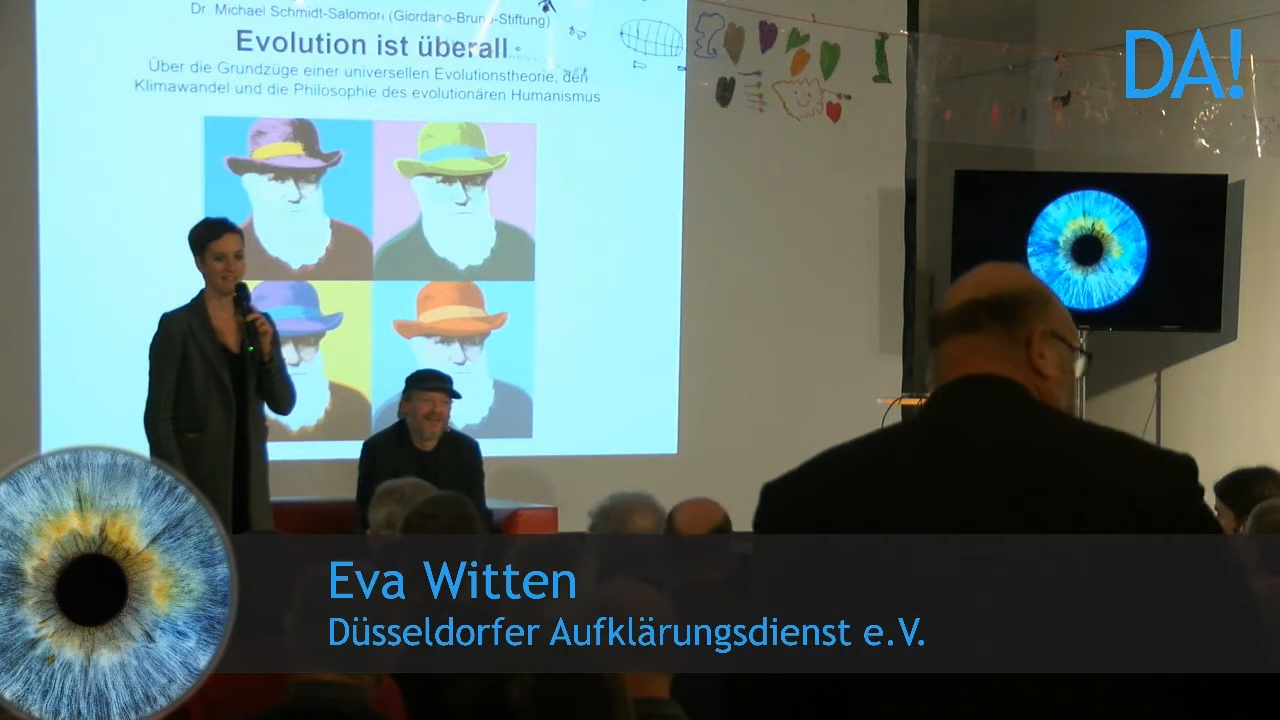 Dr. Michael Schmidt-Salomon (Giordano-Bruno-Stiftung)
Evolution ist überall
Über die Grundzüge einer universellen Evolutionstheorie, den
Klimawandel und die Philosophie des evolutionären Humanismus
DA!
Eva Witten
Düsseldorfer Aufklärungsdienst e.V.